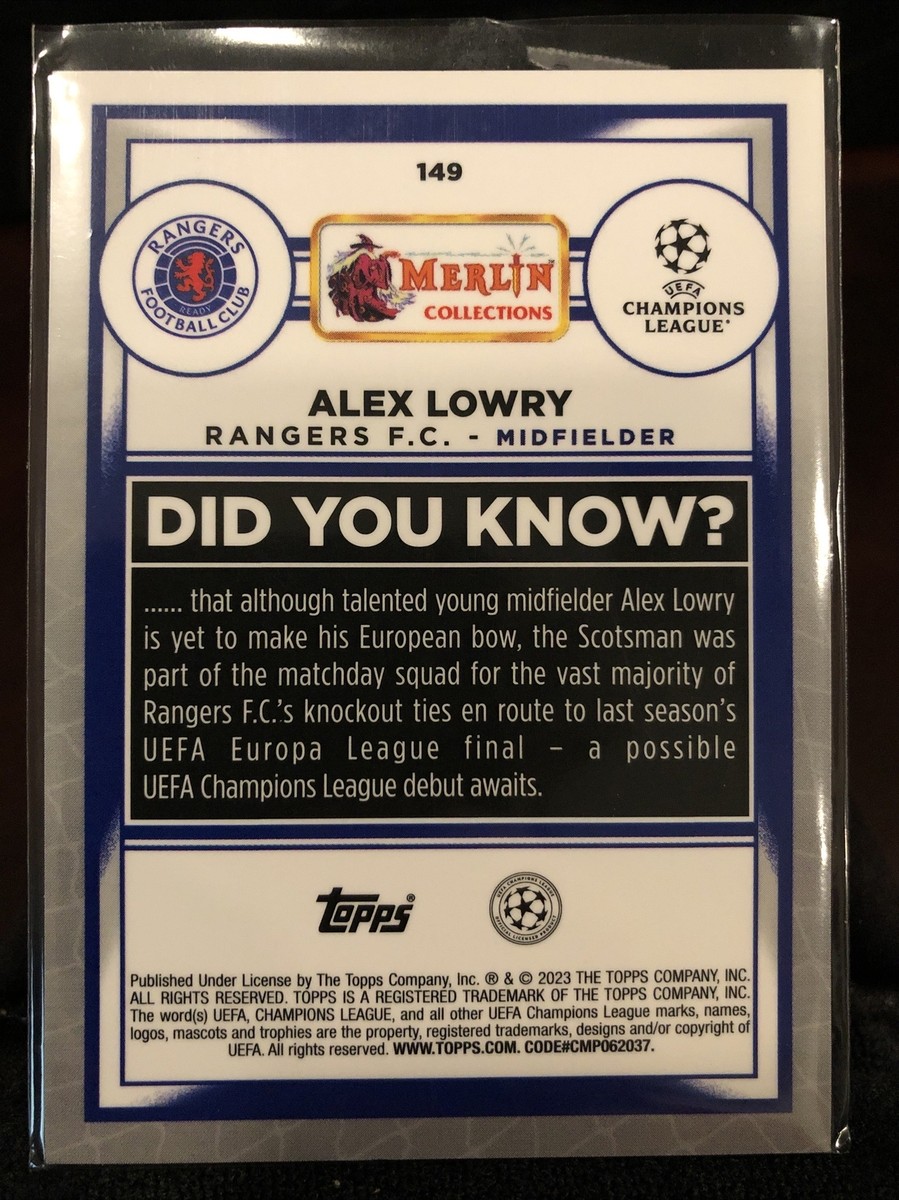 149
RANGERS
FOOTBALL CLUB
READY
MERLIN
COLLECTIONS
UEFA
CHAMPIONS
LEAGUE®
ALEX LOWRY
RANGERS F.C. - MIDFIELDER
DID YOU KNOW?
...... that although talented young midfielder Alex Lowry
is yet to make his European bow, the Scotsman was
part of the matchday squad for the vast majority of
Rangers F.C.'s knockout ties en route to last season's
UEFA Europa League final – a possible
UEFA Champions League debut awaits.
topps®
UEFA CHAMPIONS LEAGUE
OFFICIAL LICENSED PRODUCT
Published Under License by The Topps Company, Inc. ® & © 2023 THE TOPPS COMPANY, INC.
ALL RIGHTS RESERVED. TOPPS IS A REGISTERED TRADEMARK OF THE TOPPS COMPANY, INC.
The word(s) UEFA, CHAMPIONS LEAGUE, and all other UEFA Champions League marks, names,
logos, mascots and trophies are the property, registered trademarks, designs and/or copyright of
UEFA. All rights reserved. WWW.TOPPS.COM. CODE#CMP062037.